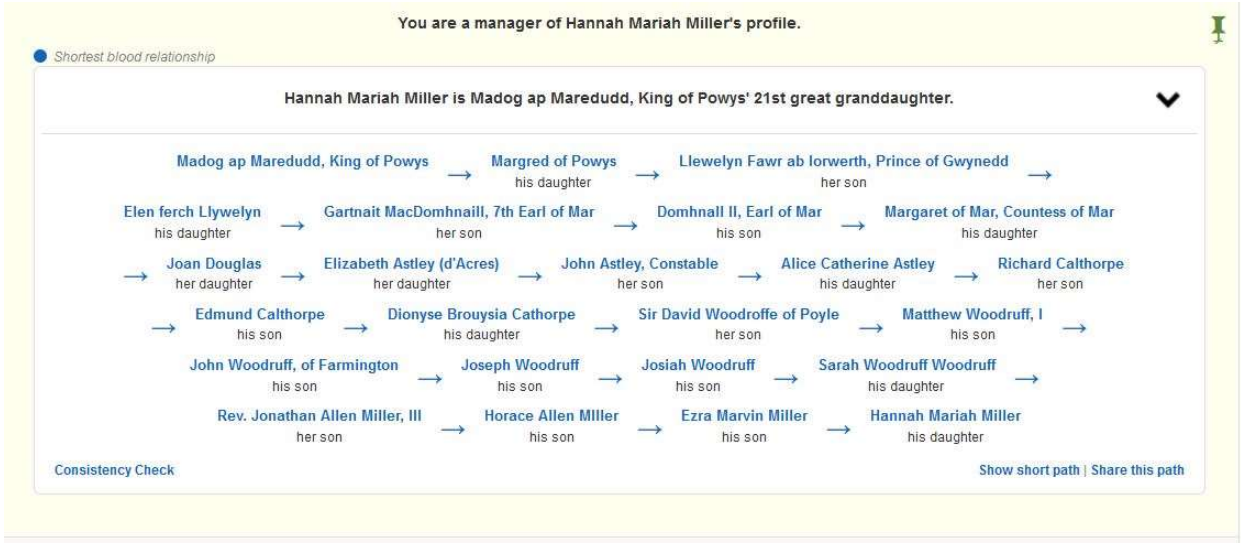 You are a manager of Hannah Mariah Miller's profile.
Shortest blood relationship
Hannah Mariah Miller is Madog ap Maredudd, King of Powys' 21st great granddaughter.
Madog ap Maredudd, King of Powys → Margred of Powys → Llewelyn Fawr ab Iorwerth, Prince of Gwynedd →
his daughter her son
Elen ferch Llywelyn → Gartnait MacDomhnaill, 7th Earl of Mar → Domhnall II, Earl of Mar → Margaret of Mar, Countess of Mar
his daughter her son his son his daughter
→ Joan Douglas → Elizabeth Astley (d'Acres) → John Astley, Constable → Alice Catherine Astley → Richard Calthorpe
her daughter her daughter her son his daughter her son
→ Edmund Calthorpe → Dionyse Brouysia Cathorpe → Sir David Woodroffe of Poyle → Matthew Woodruff, I →
his son his daughter her son his son
John Woodruff, of Farmington → Joseph Woodruff → Josiah Woodruff → Sarah Woodruff Woodruff →
his son his son his son his daughter
Rev. Jonathan Allen Miller, III → Horace Allen MIller → Ezra Marvin Miller → Hannah Mariah Miller
her son his son his son his daughter
Consistency Check Show short path | Share this path